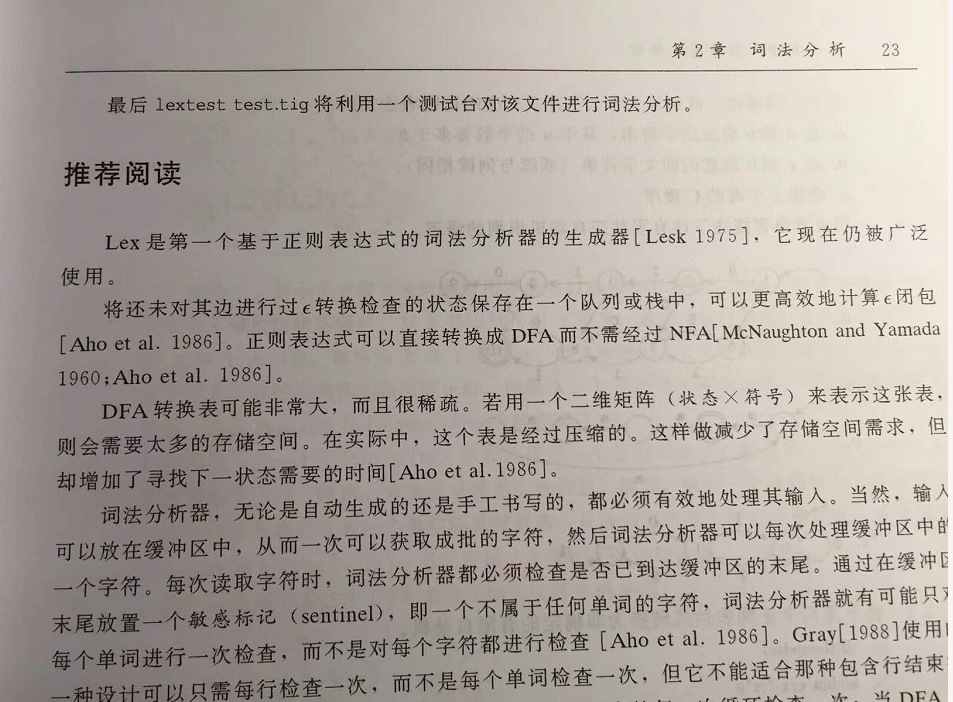 第2章 词法分析 23
最后 lextest test.tig 将利用一个测试台对该文件进行词法分析。
推荐阅读
Lex 是第一个基于正则表达式的词法分析器的生成器[Lesk 1975]，它现在仍被广泛
使用。
将还未对其边进行过ϵ转换检查的状态保存在一个队列或栈中，可以更高效地计算ϵ闭包
[Aho et al. 1986]。正则表达式可以直接转换成 DFA 而不需经过 NFA[McNaughton and Yamada
1960;Aho et al. 1986]。
DFA 转换表可能非常大，而且很稀疏。若用一个二维矩阵（状态×符号）来表示这张表，
则会需要太多的存储空间。在实际中，这个表是经过压缩的。这样做减少了存储空间需求，但
却增加了寻找下一状态需要的时间[Aho et al.1986]。
词法分析器，无论是自动生成的还是手工书写的，都必须有效地处理其输入。当然，输入
可以放在缓冲区中，从而一次可以获取成批的字符，然后词法分析器可以每次处理缓冲区中的
一个字符。每次读取字符时，词法分析器都必须检查是否已到达缓冲区的末尾。通过在缓冲区
末尾放置一个敏感标记（sentinel），即一个不属于任何单词的字符，词法分析器就有可能只对
每个单词进行一次检查，而不是对每个字符都进行检查 [Aho et al. 1986]。Gray[1988]使用
一种设计可以只需每行检查一次，而不是每个单词检查一次，但它不能适合那种包含行结束
当 DFA